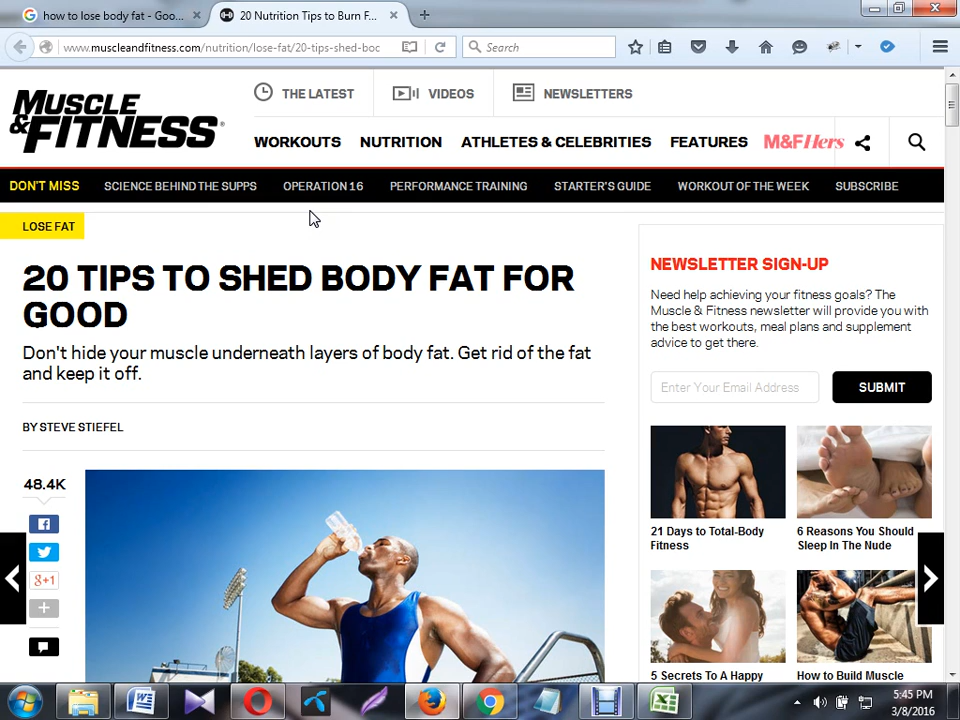 how to lose body fat - Goo...
20 Nutrition Tips to Burn F...
www.muscleandfitness.com/nutrition/lose-fat/20-tips-shed-boc
Search
MUSCLE
&FITNESS
THE LATEST
VIDEOS
NEWSLETTERS
WORKOUTS
NUTRITION
ATHLETES & CELEBRITIES
FEATURES
M&F Hers
DON'T MISS
SCIENCE BEHIND THE SUPPS
OPERATION 16
PERFORMANCE TRAINING
STARTER'S GUIDE
WORKOUT OF THE WEEK
SUBSCRIBE
LOSE FAT
20 TIPS TO SHED BODY FAT FOR
GOOD
Don't hide your muscle underneath layers of body fat. Get rid of the fat
and keep it off.
BY STEVE STIEFEL
48.4K
g+1
NEWSLETTER SIGN-UP
Need help achieving your fitness goals? The
Muscle & Fitness newsletter will provide you with
the best workouts, meal plans and supplement
advice to get there.
Enter Your Email Address
SUBMIT
21 Days to Total-Body
Fitness
6 Reasons You Should
Sleep In The Nude
5 Secrets To A Happy
How to Build Muscle
5:45 PM
3/8/2016